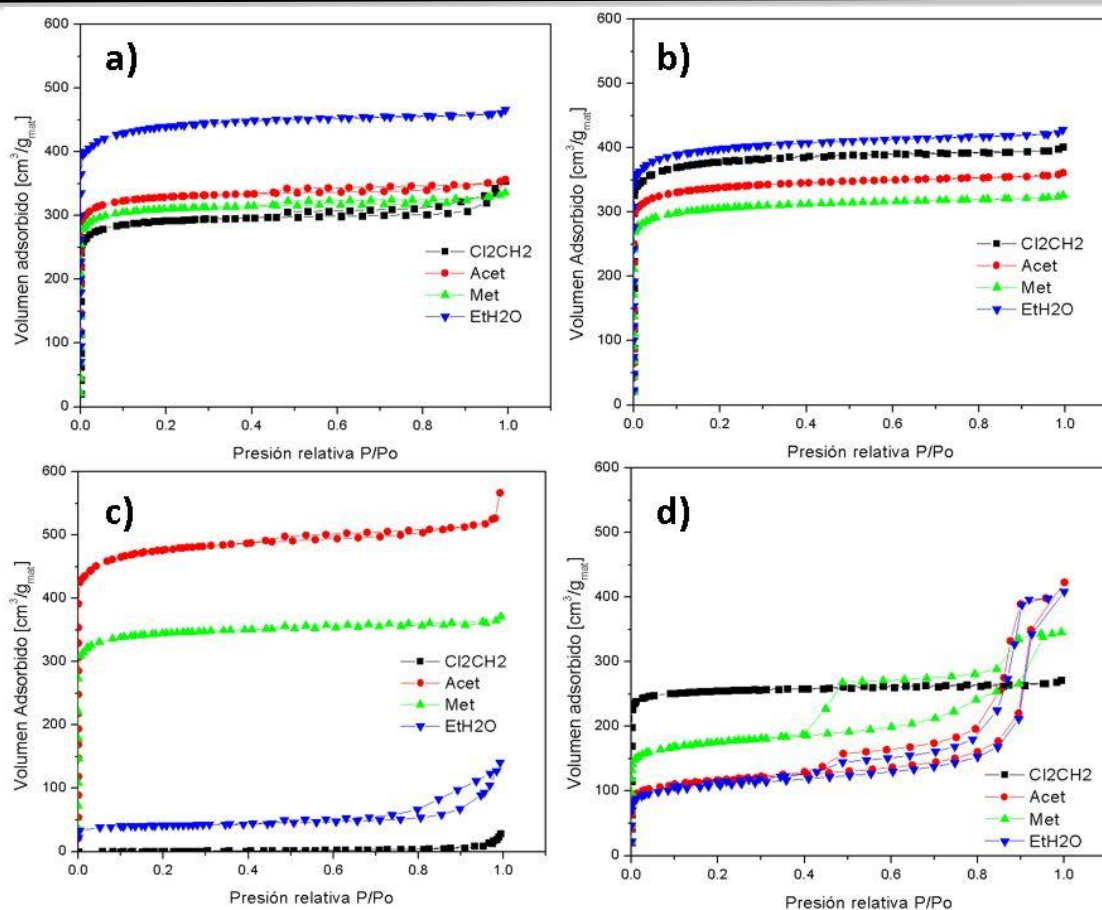 a)
600
500
400
300
200
100
0
Volumen adsorbido [cm³/g_mat]
Cl2CH2
Acet
Met
EtH2O
0.0 0.2 0.4 0.6 0.8 1.0
Presión relativa P/Po
b)
600
500
400
300
200
100
0
Volumen Adsorbido [cm³/g_mat]
Cl2CH2
Acet
Met
EtH2O
0.0 0.2 0.4 0.6 0.8 1.0
Presión relativa P/Po
c)
600
500
400
300
200
100
0
Volumen Adsorbido [cm³/g_mat]
Cl2CH2
Acet
Met
EtH2O
0.0 0.2 0.4 0.6 0.8 1.0
Presión relativa P/Po
d)
600
500
400
300
200
100
0
Volumen adsorbido [cm³/g_mat]
Cl2CH2
Acet
Met
EtH2O
0.0 0.2 0.4 0.6 0.8 1.0
Presión relativa P/Po